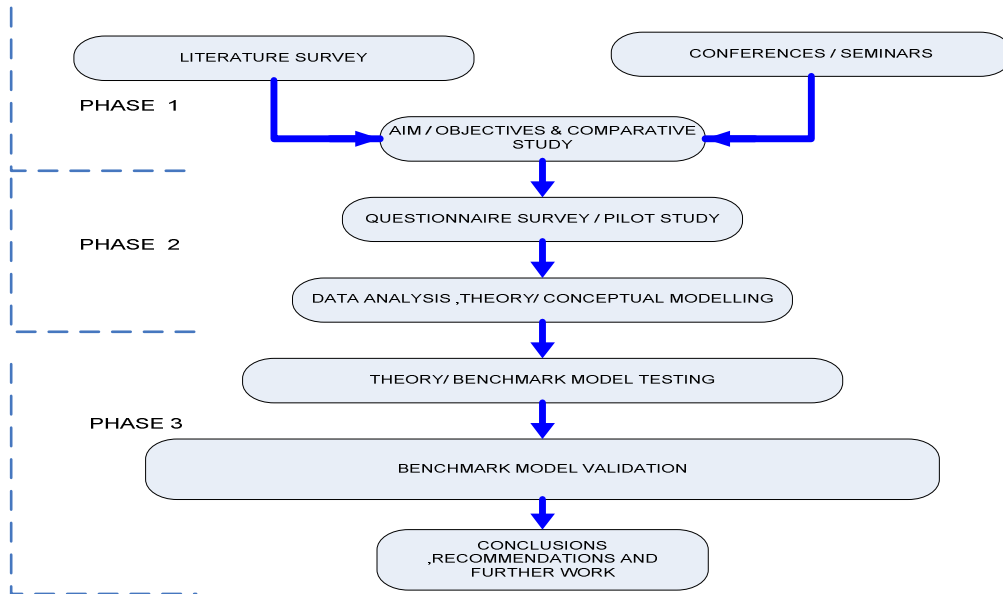 LITERATURE SURVEY
CONFERENCES / SEMINARS
PHASE 1
AIM / OBJECTIVES & COMPARATIVE
STUDY
QUESTIONNAIRE SURVEY / PILOT STUDY
PHASE 2
DATA ANALYSIS ,THEORY/ CONCEPTUAL MODELLING
THEORY/ BENCHMARK MODEL TESTING
PHASE 3
BENCHMARK MODEL VALIDATION
CONCLUSIONS
,RECOMMENDATIONS AND
FURTHER WORK